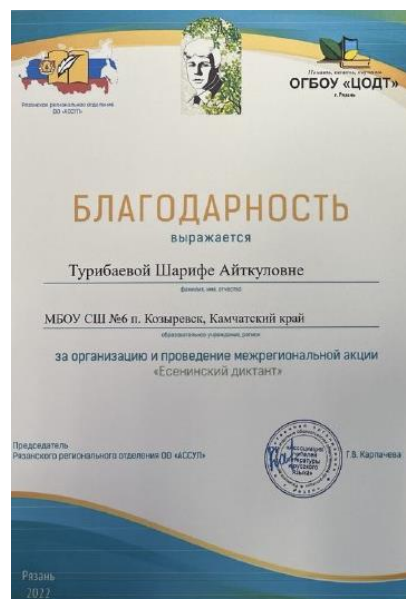 Рязанское региональное отделение
ОО «АССУЛ»
ОГБОУ «ЦОДТ»
г. Рязань
БЛАГОДАРНОСТЬ
выражается
Турибаевой Шарифе Айткуловне
фамилия, имя, отчество
МБОУ СШ №6 п. Козыревск, Камчатский край
образовательное учреждение, регион
за организацию и проведение межрегиональной акции
«Есенинский диктант»
Председатель
Рязанского регионального отделения ОО «АССУЛ»
Г.В. Карпачева
Рязань
2022